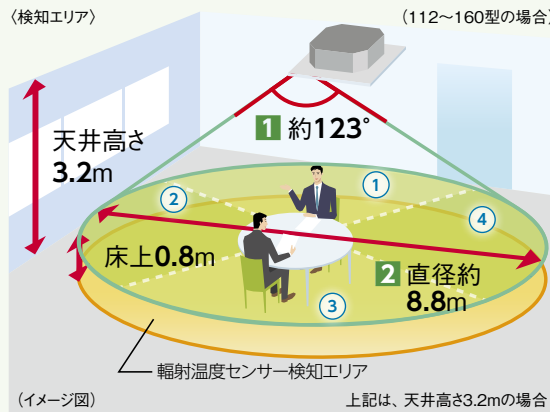 〈検知エリア〉
(112〜160型の場合)
1 約123°
天井高さ
3.2m
1
2
4
床上0.8m
2 直径約
8.8m
3
輻射温度センサー検知エリア
(イメージ図)
上記は、天井高さ3.2mの場合